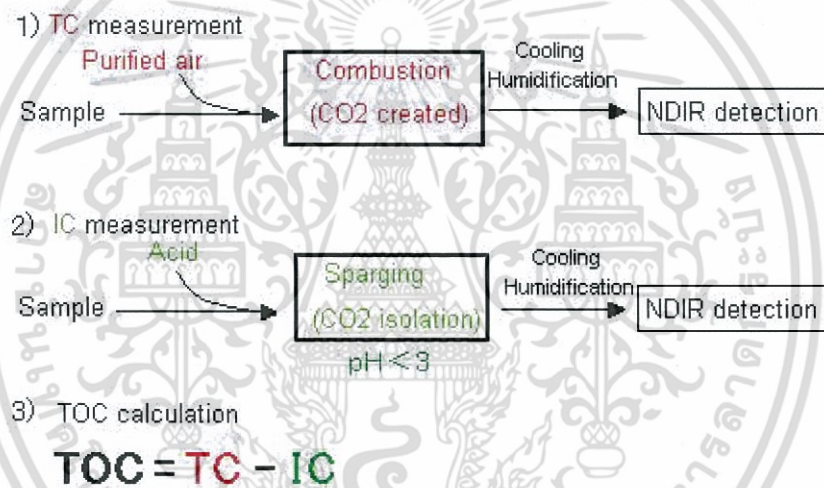 1) TC measurement
Purified air
Sample
Combustion
(CO2 created)
Cooling
Humidification
NDIR detection
2) IC measurement
Acid
Sample
Sparging
(CO2 isolation)
pH<3
Cooling
Humidification
NDIR detection
3) TOC calculation
TOC = TC - IC